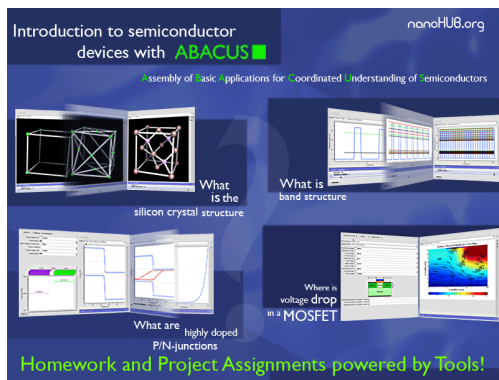 Introduction to semiconductor
devices with ABACUS
nanoHUB.org
Assembly of Basic Applications for Coordinated Understanding of Semiconductors
What
IS the
silicon crystal structure
What is
band structure
What are highly doped
P/N-junctions
Where is
voltage drop
in a MOSFET
Homework and Project Assignments powered by Tools!